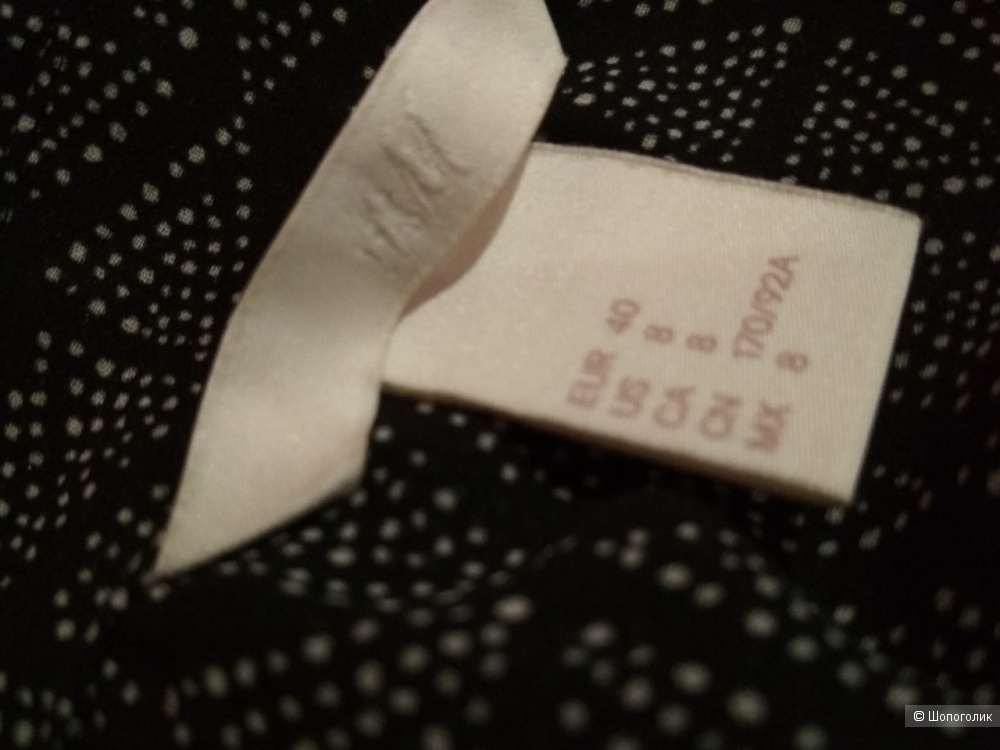 EUR 40
US 8
CA 8
CN 170/92A
MX 8
© Шопоголик